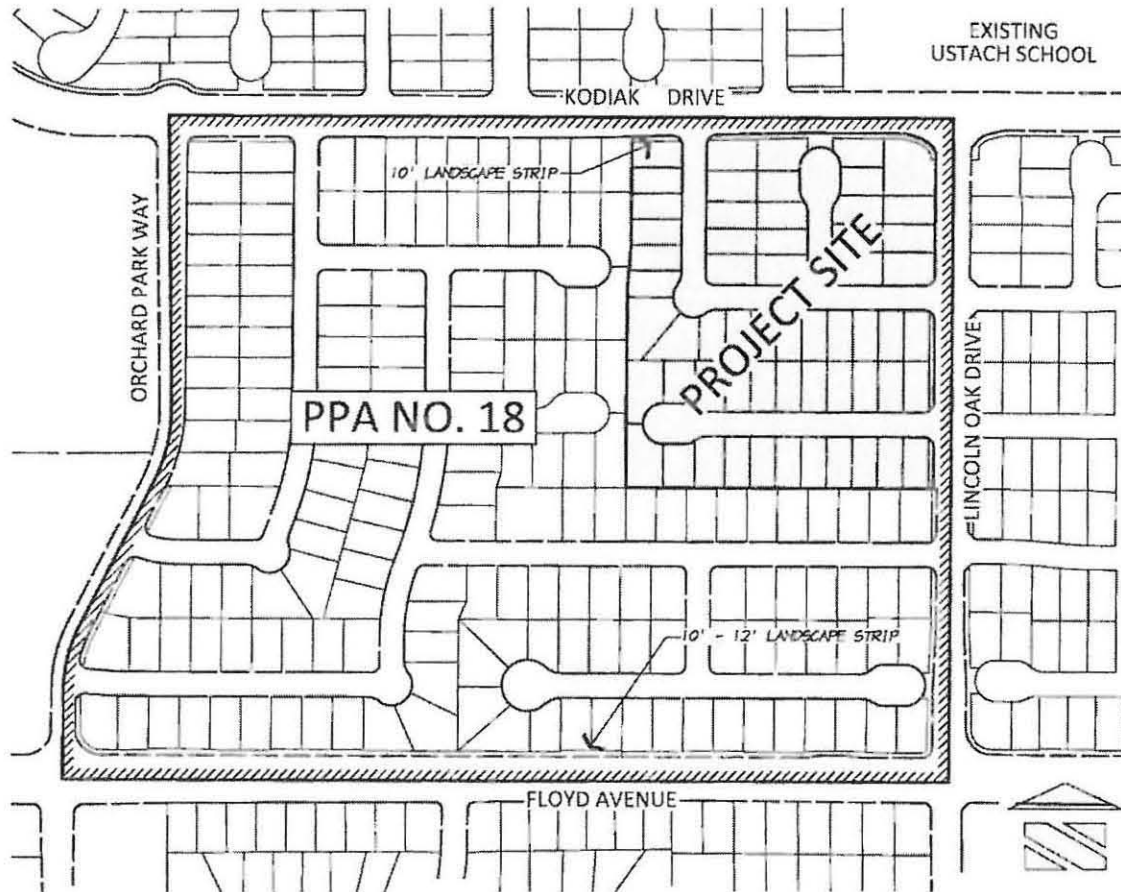 EXISTING
USTACH SCHOOL
KODIAK DRIVE
10' LANDSCAPE STRIP
ORCHARD PARK WAY
PROJECT SITE
LINCOLN OAK DRIVE
PPA NO. 18
10' - 12' LANDSCAPE STRIP
FLOYD AVENUE